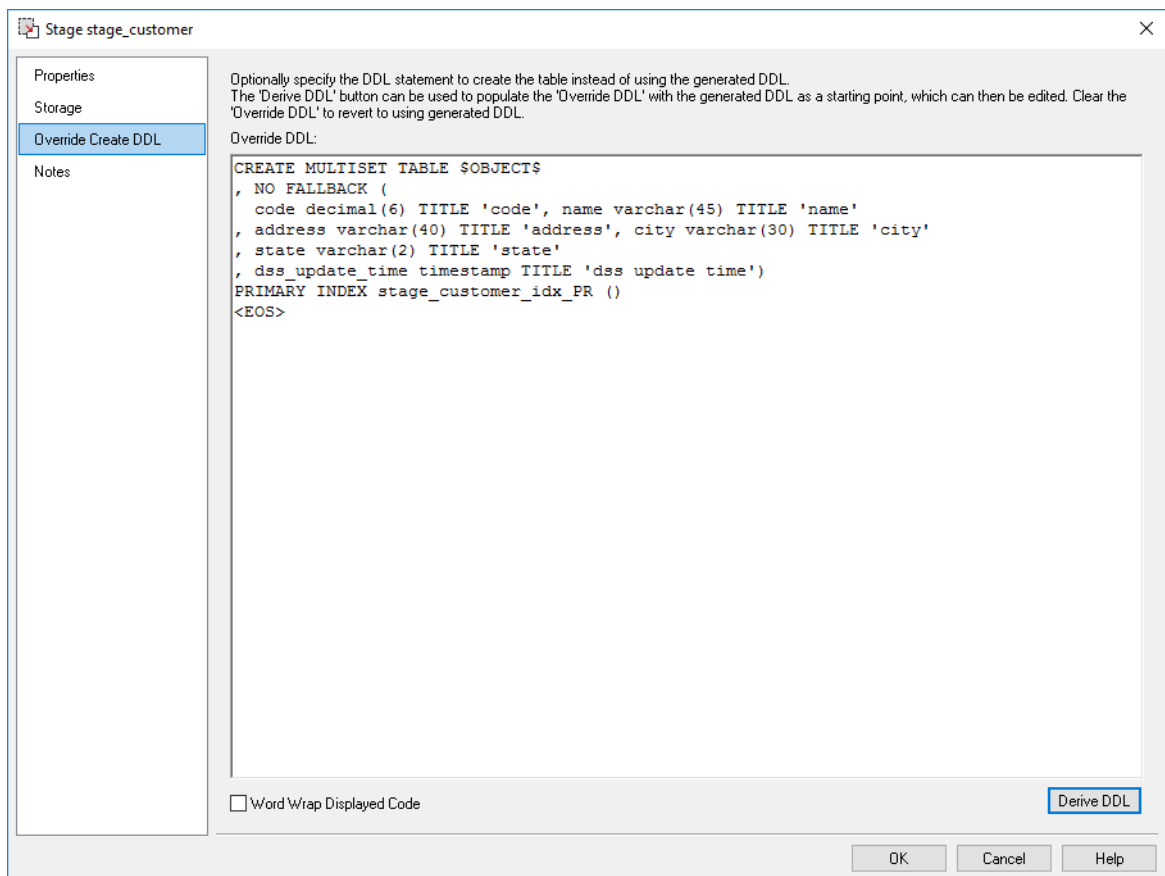 Stage stage_customer
Properties
Storage
Override Create DDL
Notes
Optionally specify the DDL statement to create the table instead of using the generated DDL.
The 'Derive DDL' button can be used to populate the 'Override DDL' with the generated DDL as a starting point, which can then be edited. Clear the
'Override DDL' to revert to using generated DDL.
Override DDL:
CREATE MULTISET TABLE $OBJECT$
, NO FALLBACK (
  code decimal(6) TITLE 'code', name varchar(45) TITLE 'name'
, address varchar(40) TITLE 'address', city varchar(30) TITLE 'city'
, state varchar(2) TITLE 'state'
, dss_update_time timestamp TITLE 'dss update time')
PRIMARY INDEX stage_customer_idx_PR ()
<EOS>
Word Wrap Displayed Code
Derive DDL
OK
Cancel
Help